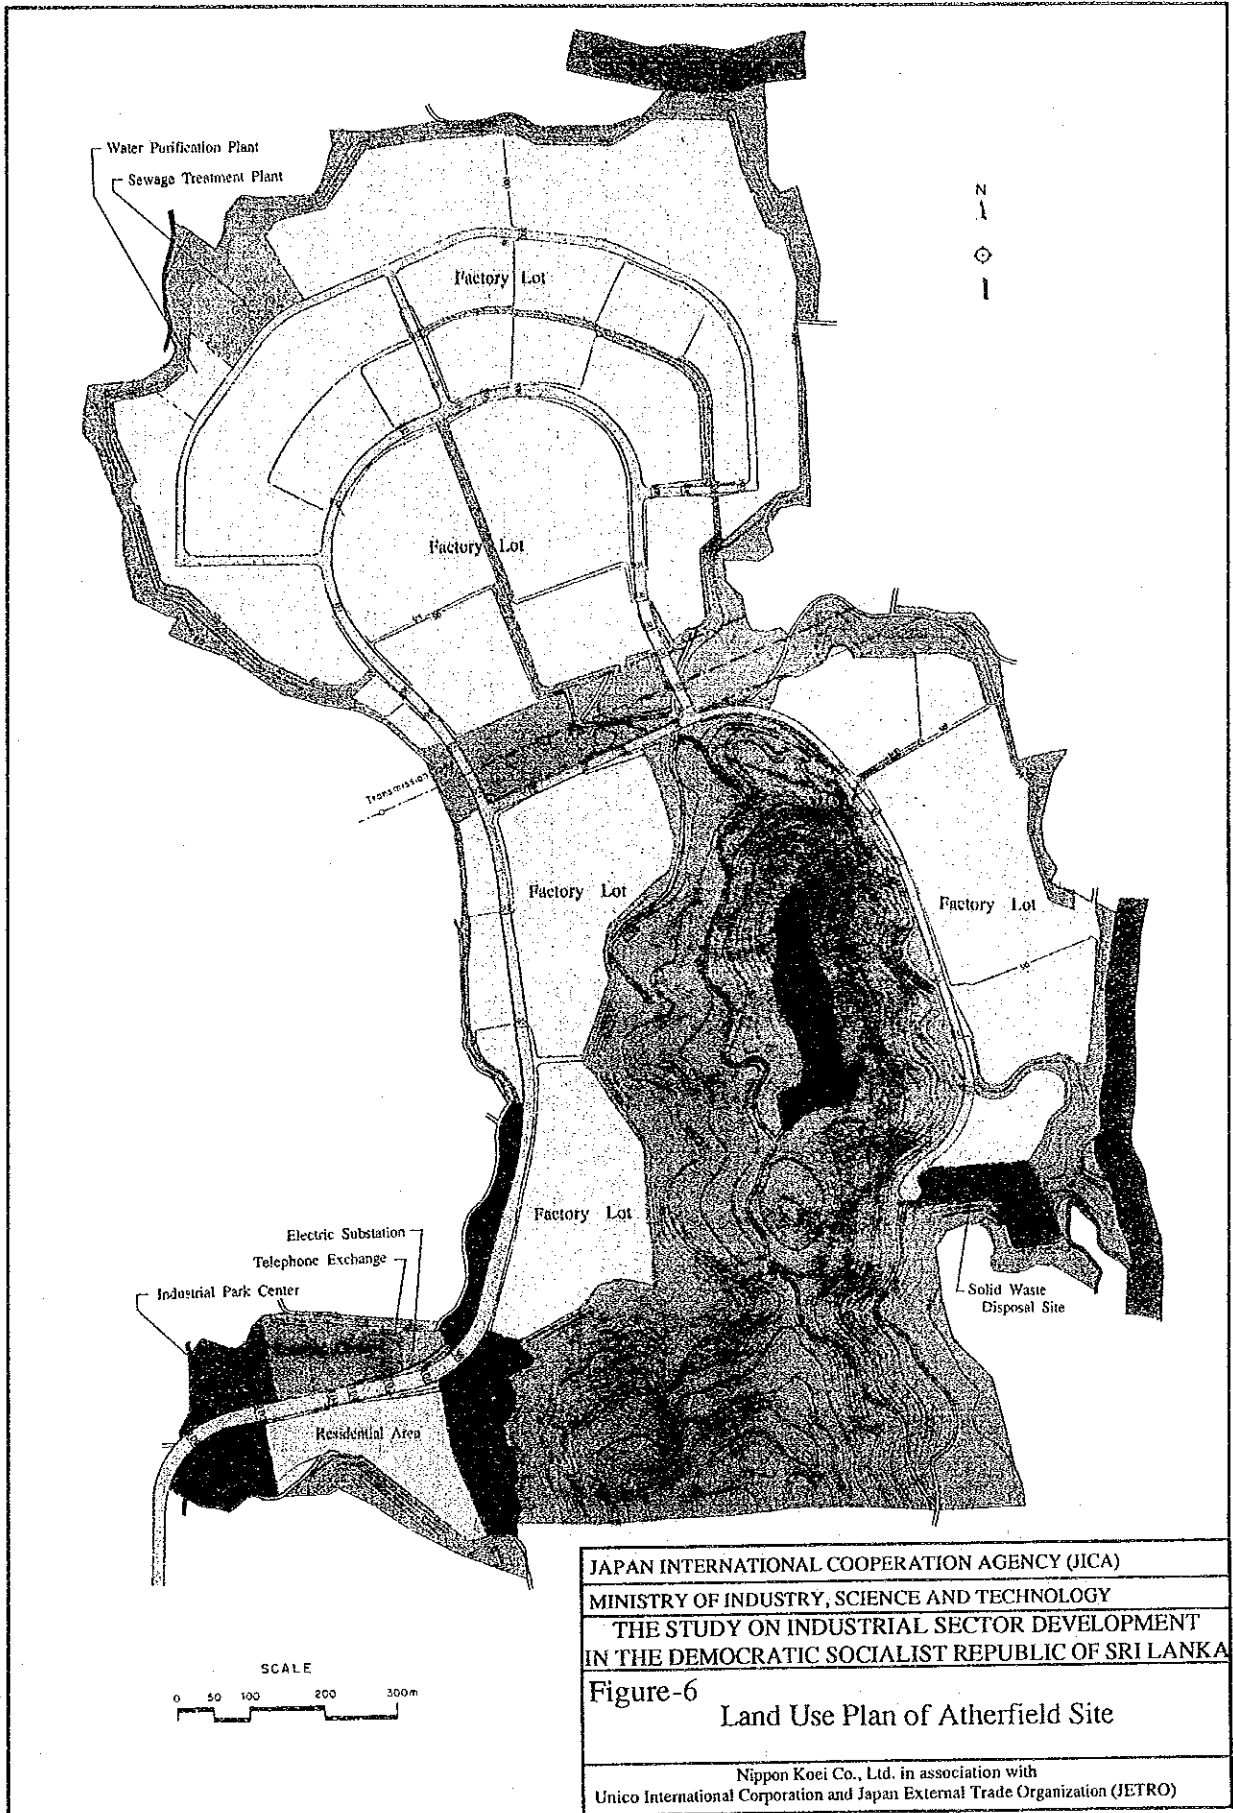 Water Purification Plant
Sewage Treatment Plant
N
Factory Lot
Factory Lot
Transmission
Factory Lot
Factory Lot
Factory Lot
Electric Substation
Telephone Exchange
Industrial Park Center
Solid Waste
Disposal Site
Residential Area
SCALE
0 50 100 200 300m
JAPAN INTERNATIONAL COOPERATION AGENCY (JICA)
MINISTRY OF INDUSTRY, SCIENCE AND TECHNOLOGY
THE STUDY ON INDUSTRIAL SECTOR DEVELOPMENT
IN THE DEMOCRATIC SOCIALIST REPUBLIC OF SRI LANKA
Figure-6
Land Use Plan of Atherfield Site
Nippon Koei Co., Ltd. in association with
Unico International Corporation and Japan External Trade Organization (JETRO)